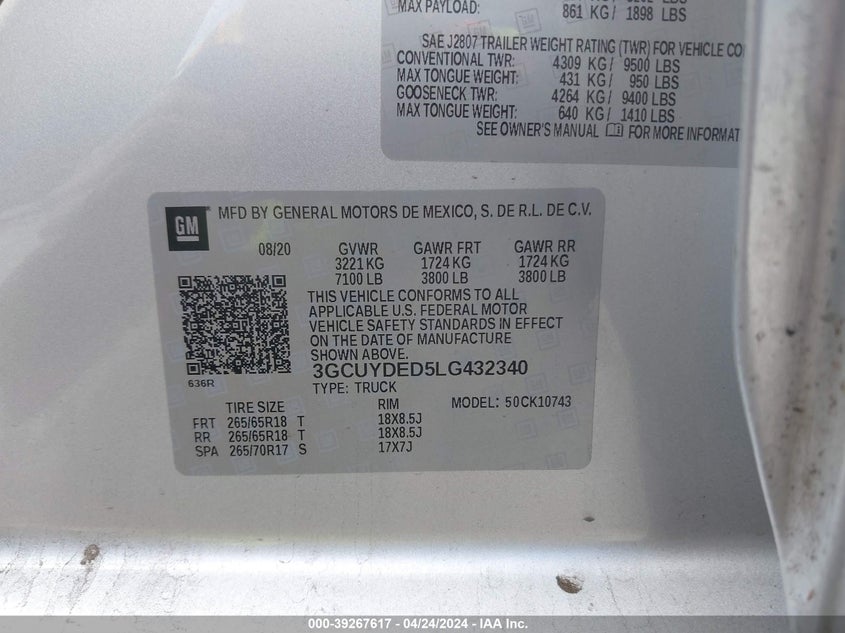 MAX PAYLOAD:
861 KG/ 1898 LBS
SAE J2807 TRAILER WEIGHT RATING (TWR) FOR VEHICLE
CONVENTIONAL TWR: 4309 KG/ 9500 LBS
MAX TONGUE WEIGHT: 431 KG/ 950 LBS
GOOSENECK TWR: 4264 KG/ 9400 LBS
MAX TONGUE WEIGHT: 640 KG/ 1410 LBS
SEE OWNER'S MANUAL FOR MORE INFORMAT
GM MFD BY GENERAL MOTORS DE MEXICO, S. DE R.L. DE C.V.
08/20 GVWR GAWR FRT GAWR RR
3221 KG 1724 KG 1724 KG
7100 LB 3800 LB 3800 LB
THIS VEHICLE CONFORMS TO ALL
APPLICABLE U.S. FEDERAL MOTOR
VEHICLE SAFETY STANDARDS IN EFFECT
ON THE DATE OF MANUFACTURE
SHOWN ABOVE.
636R
3GCUYDED5LG432340
TYPE: TRUCK
TIRE SIZE RIM MODEL: 50CK10743
FRT 265/65R18 T 18X8.5J
RR 265/65R18 T 18X8.5J
SPA 265/70R17 S 17X7J
000-39267617 - 04/24/2024 - IAA Inc.